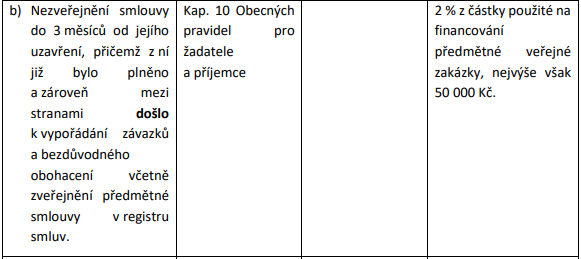 b) Nezveřejnění smlouvy
do 3 měsíců od jejího
uzavření, přičemž z ní
již bylo plněno
a zároveň mezi
stranami došlo
k vypořádání závazků
a bezdůvodného
obohacení včetně
zveřejnění předmětné
smlouvy v registru
smluv.
Kap. 10 Obecných
pravidel pro
žadatele
a příjemce
2 % z částky použité na
financování
předmětné veřejné
zakázky, nejvýše však
50 000 Kč.